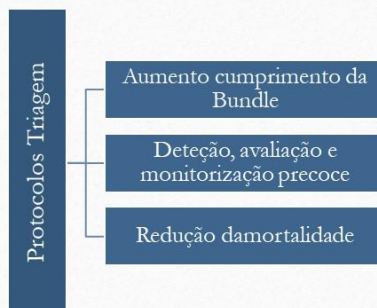 Protocolos Triagem
Aumento cumprimento da
Bundle
Deteção, avaliação e
monitorização precoce
Redução damortalidade